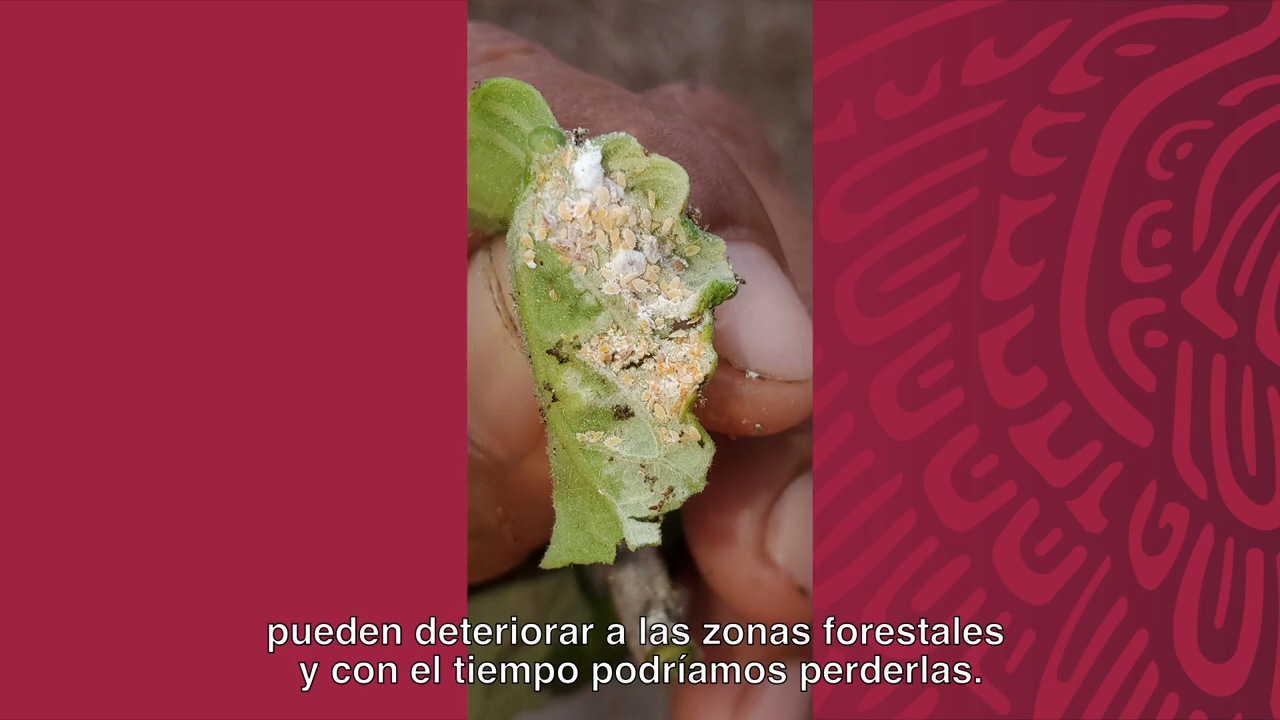 pueden deteriorar a las zonas forestales
y con el tiempo podríamos perderlas.